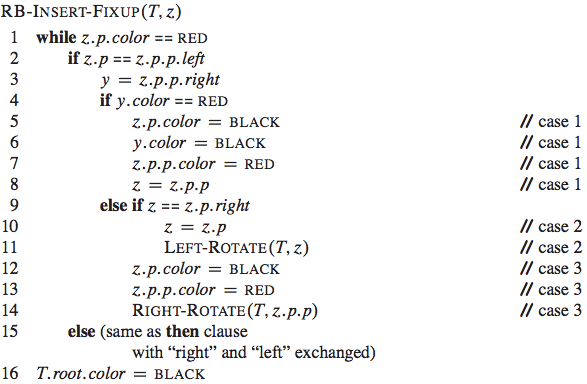 RB-INSERT-FIXUP(T, z)
1 while z.p.color == RED
2 if z.p == z.p.p.left
3 y = z.p.p.right
4 if y.color == RED
5 z.p.color = BLACK // case 1
6 y.color = BLACK // case 1
7 z.p.p.color = RED // case 1
8 z = z.p.p // case 1
9 else if z == z.p.right
10 z = z.p // case 2
11 LEFT-ROTATE(T, z) // case 2
12 z.p.color = BLACK // case 3
13 z.p.p.color = RED // case 3
14 RIGHT-ROTATE(T, z.p.p) // case 3
15 else (same as then clause
with “right” and “left” exchanged)
16 T.root.color = BLACK